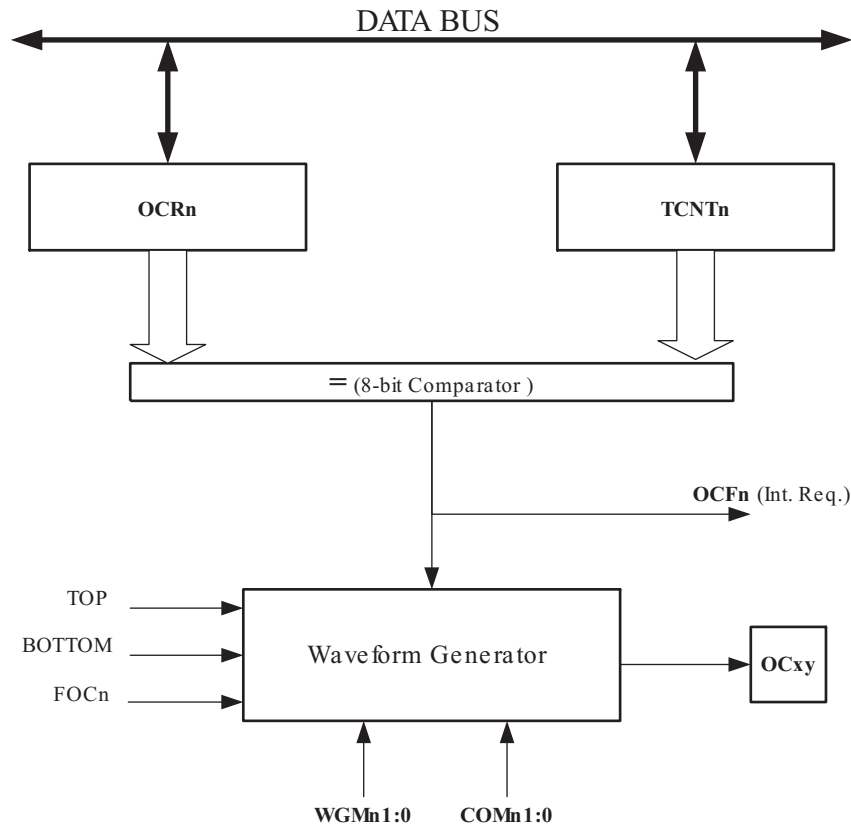 DATA BUS
OCRn
TCNTn
= (8-bit Comparator )
OCFn (Int. Req.)
TOP
BOTTOM
FOCn
Waveform Generator
OCxy
WGMn1:0
COMn1:0